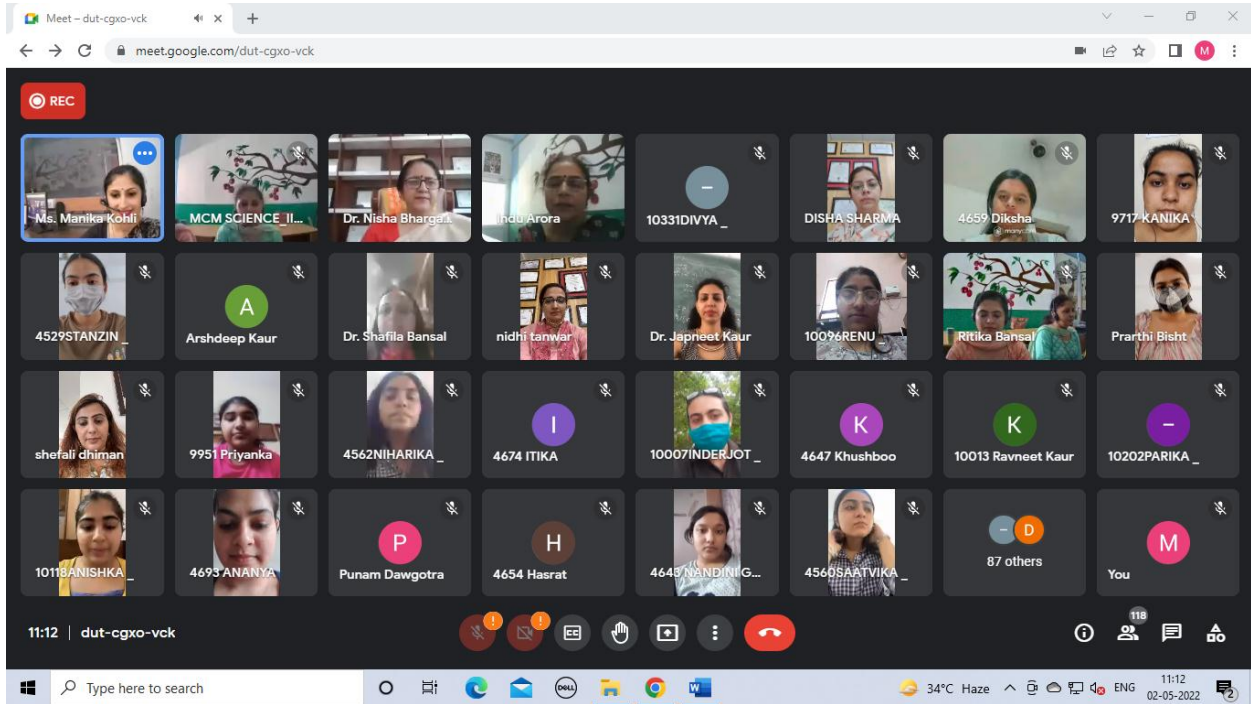 Meet – dut-cgxo-vck
meet.google.com/dut-cgxo-vck
M
REC
Ms. Manika Kohli
MCM SCIENCE_II...
Dr. Nisha Bharga...
Indu Arora
10331DIVYA _
DISHA SHARMA
4659 Diksha
9717-KANIKA
4529STANZIN _
A
Arshdeep Kaur
Dr. Shafila Bansal
nidhi tanwar
Dr. Japneet Kaur
10096RENU _
Ritika Bansal
Prarthi Bisht
shefali dhiman
9951 Priyanka
4562NIHARIKA _
I
4674 ITIKA
10007INDERJOT _
K
4647 Khushboo
K
10013 Ravneet Kaur
10202PARIKA _
10118ANISHKA _
4693 ANANYA
P
Punam Dawgotra
H
4654 Hasrat
4643 NANDINI G...
4560SAATVIKA _
D
87 others
M
You
11:12 | dut-cgxo-vck
CC
118
Type here to search
DELL
W
34°C Haze
ENG
11:12
02-05-2022
2